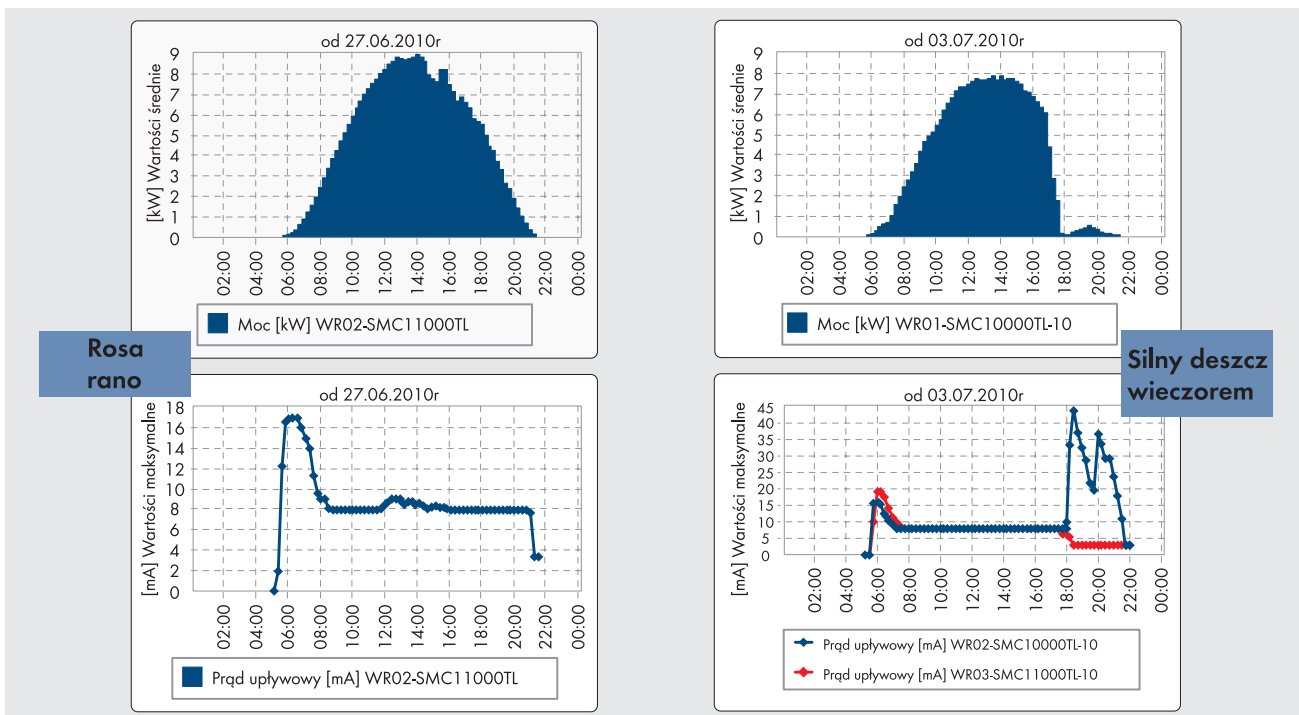 od 27.06.2010r
[kW] Wartości średnie
9
8
7
6
5
4
3
2
1
0
02:00 04:00 06:00 08:00 10:00 12:00 14:00 16:00 18:00 20:00 22:00 00:00
Moc [kW] WR02-SMC11000TL
od 03.07.2010r
[kW] Wartości średnie
9
8
7
6
5
4
3
2
1
0
02:00 04:00 06:00 08:00 10:00 12:00 14:00 16:00 18:00 20:00 22:00 00:00
Moc [kW] WR01-SMC10000TL-10
Rosa
rano
Silny deszcz
wieczorem
od 27.06.2010r
[mA] Wartości maksymalne
18
16
14
12
10
8
6
4
2
0
02:00 04:00 06:00 08:00 10:00 12:00 14:00 16:00 18:00 20:00 22:00 00:00
Prąd upływowy [mA] WR02-SMC11000TL
od 03.07.2010r
[mA] Wartości maksymalne
45
40
35
30
25
20
15
10
5
0
02:00 04:00 06:00 08:00 10:00 12:00 14:00 16:00 18:00 20:00 22:00 00:00
Prąd upływowy [mA] WR02-SMC10000TL-10
Prąd upływowy [mA] WR03-SMC11000TL-10